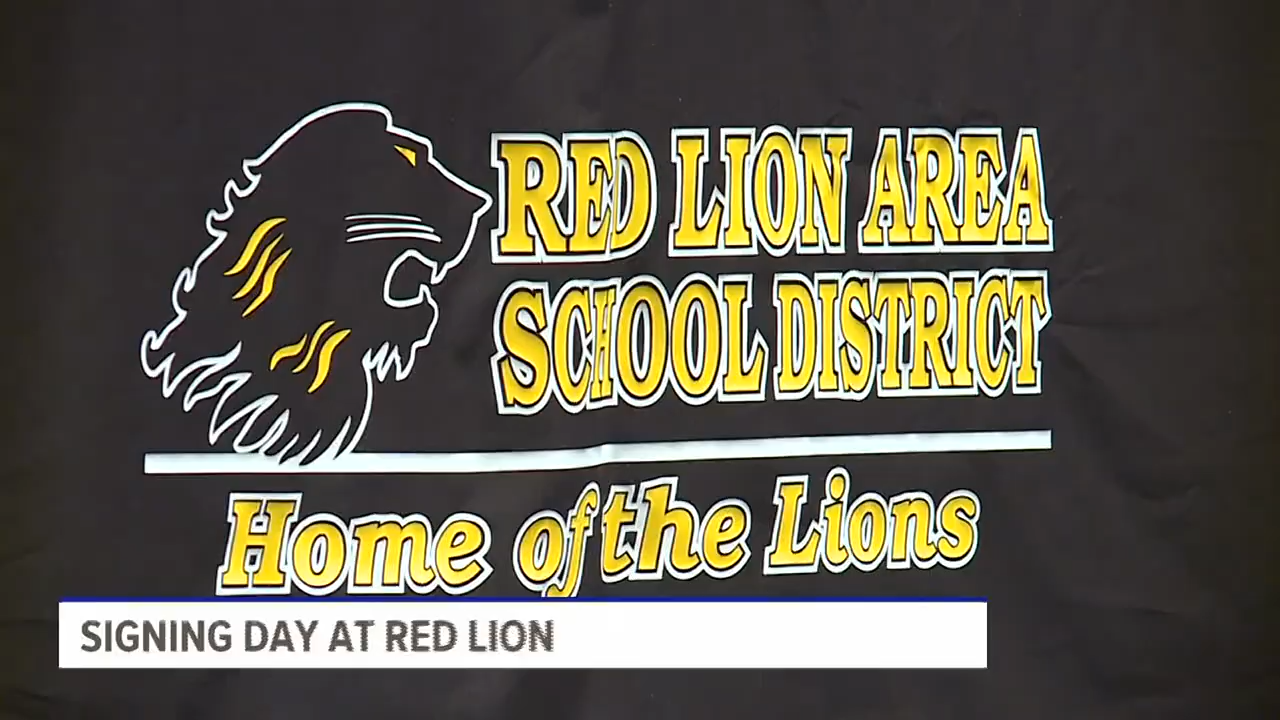 RED LION AREA
SCHOOL DISTRICT
Home of the Lions
SIGNING DAY AT RED LION